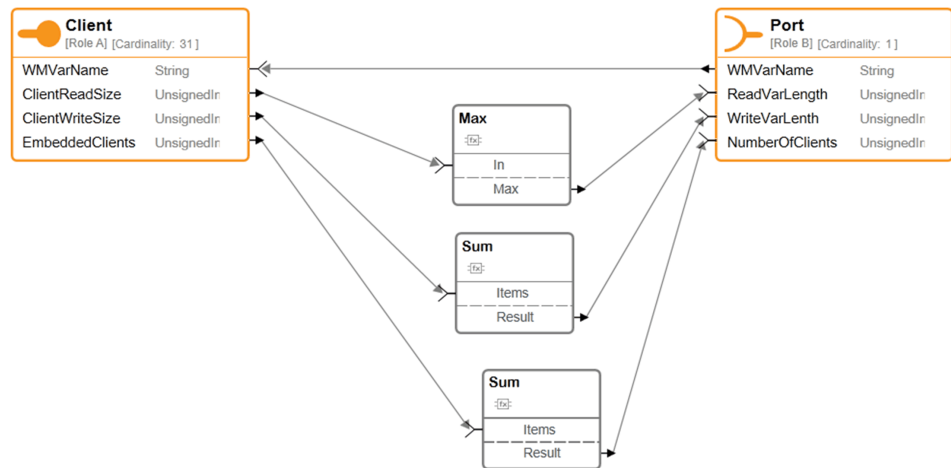 Client
[Role A] [Cardinality: 31 ]
WMVarName String
ClientReadSize UnsignedIn
ClientWriteSize UnsignedIn
EmbeddedClients UnsignedIn
Port
[Role B] [Cardinality: 1 ]
WMVarName String
ReadVarLength UnsignedIn
WriteVarLenth UnsignedIn
NumberOfClients UnsignedIn
Max
fx
In
Max
Sum
fx
Items
Result
Sum
fx
Items
Result